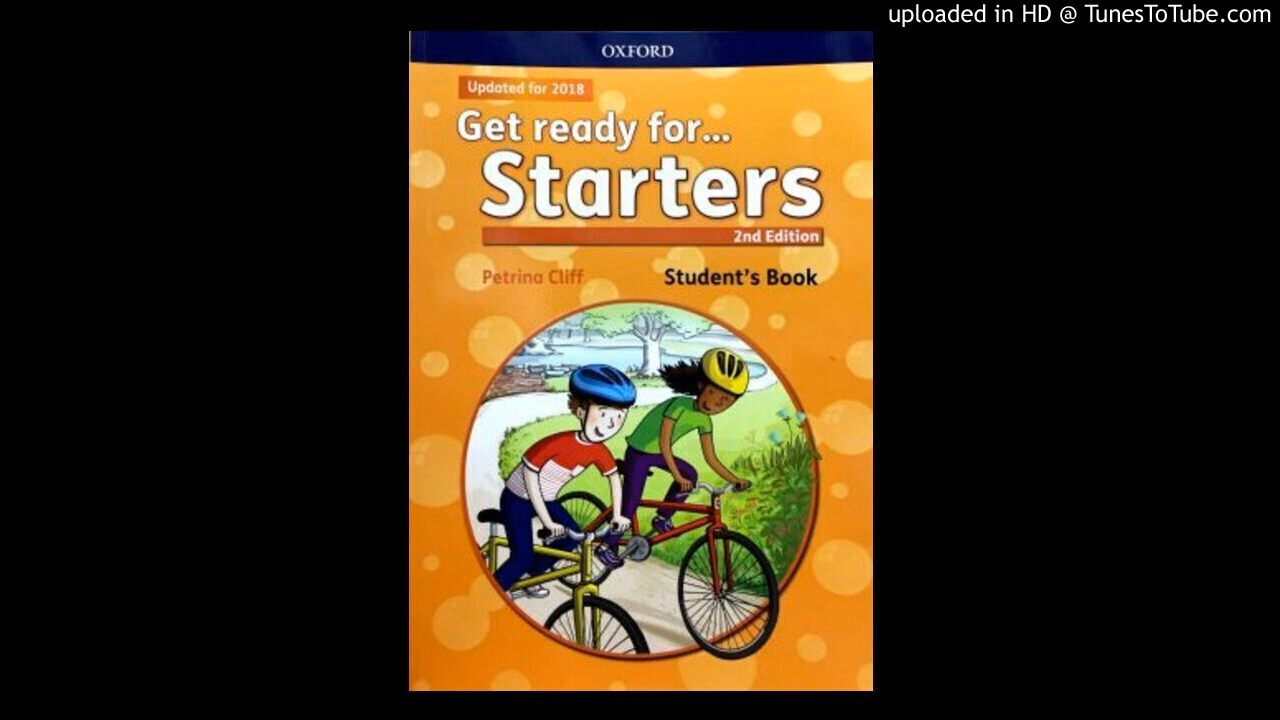 uploaded in HD @ TunesToTube.com
OXFORD
Updated for 2018
Get ready for...
Starters
2nd Edition
Petrina Cliff
Student's Book